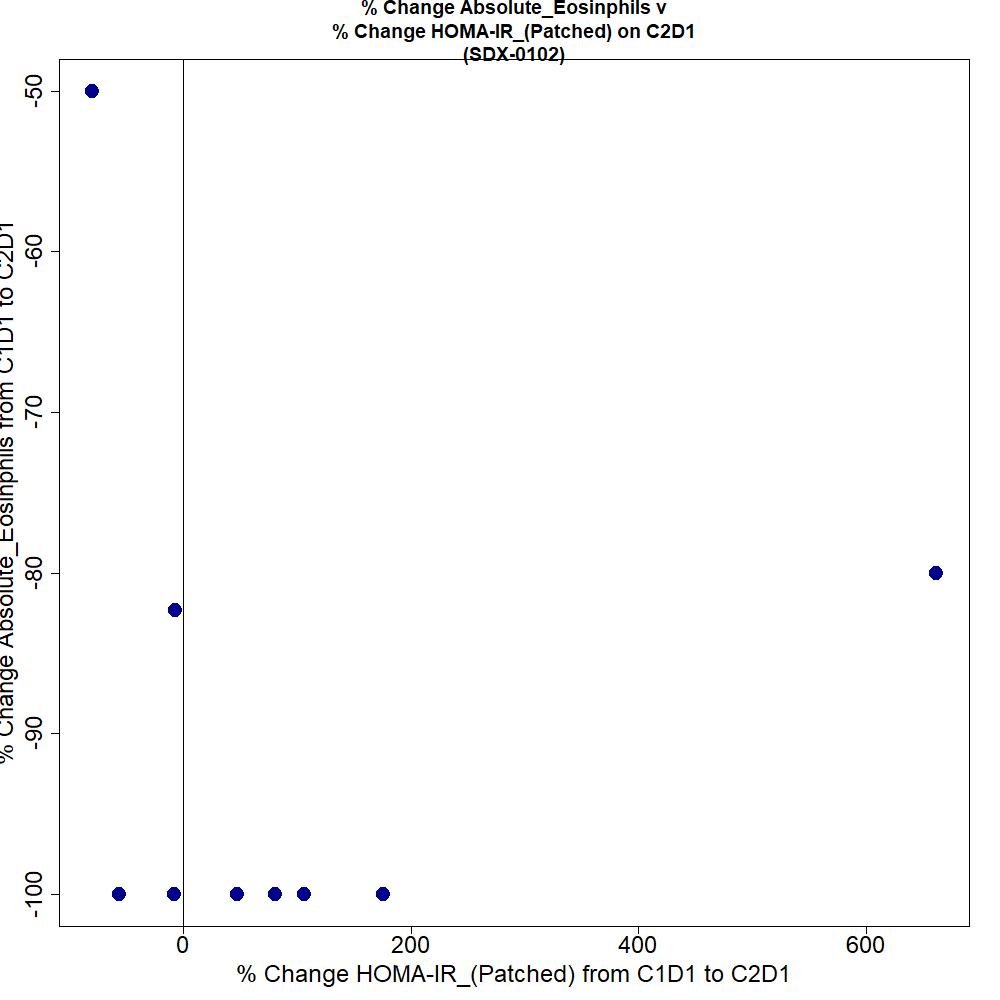 % Change Absolute_Eosinphils v
% Change HOMA-IR_(Patched) on C2D1
(SDX-0102)
% Change Absolute_Eosinphils from C1D1 to C2D1
-50
-60
-70
-80
-90
-100
0 200 400 600
% Change HOMA-IR_(Patched) from C1D1 to C2D1